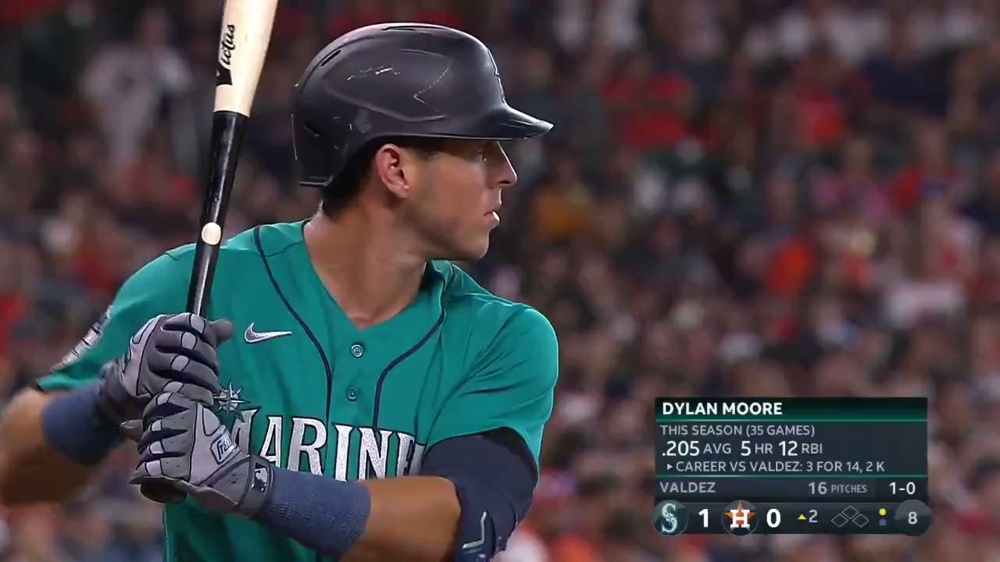 Victus
MARINE
DYLAN MOORE
THIS SEASON (35 GAMES)
.205 AVG 5 HR 12 RBI
▸ CAREER VS VALDEZ: 3 FOR 14, 2 K
VALDEZ 16 PITCHES 1-0
S 1 H 0 ▲2 8